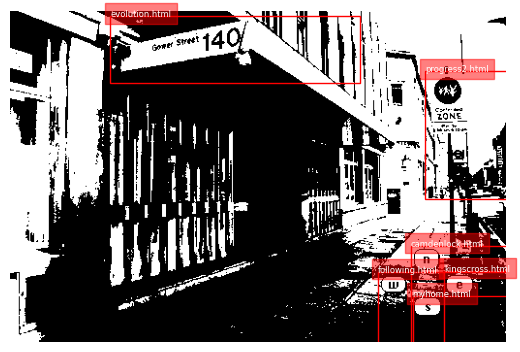 evolution.html
Gower Street 140
progress2.html
Controlled
ZONE
camdenlock.html
n
following.html
kingscross.html
w
e
myhome.html
s